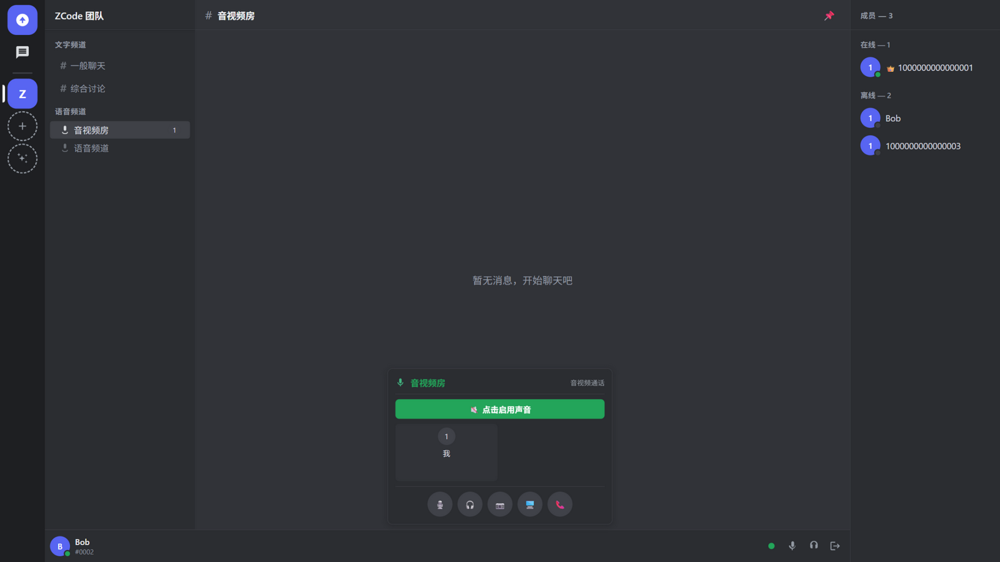 ZCode 团队
文字频道
# 一般聊天
# 综合讨论
语音频道
音视频房 1
语音频道
Z
+
# 音视频房
暂无消息，开始聊天吧
音视频房 音视频通话
点击启用声音
1
我
B
Bob
#0002
成员 — 3
在线 — 1
1 1000000000000001
离线 — 2
1 Bob
1 1000000000000003